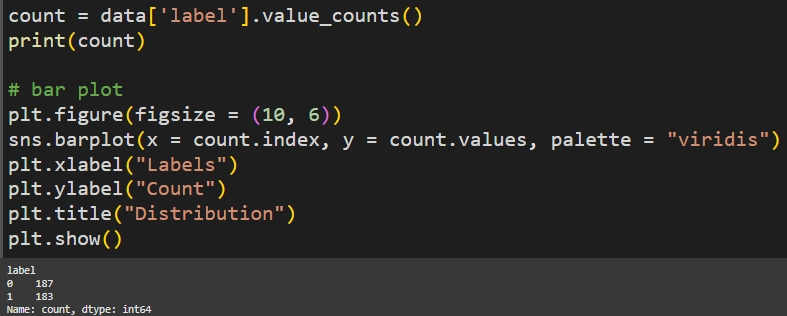 count = data['label'].value_counts()
print(count)
# bar plot
plt.figure(figsize = (10, 6))
sns.barplot(x = count.index, y = count.values, palette = "viridis")
plt.xlabel("Labels")
plt.ylabel("Count")
plt.title("Distribution")
plt.show()
label
0    187
1    183
Name: count, dtype: int64